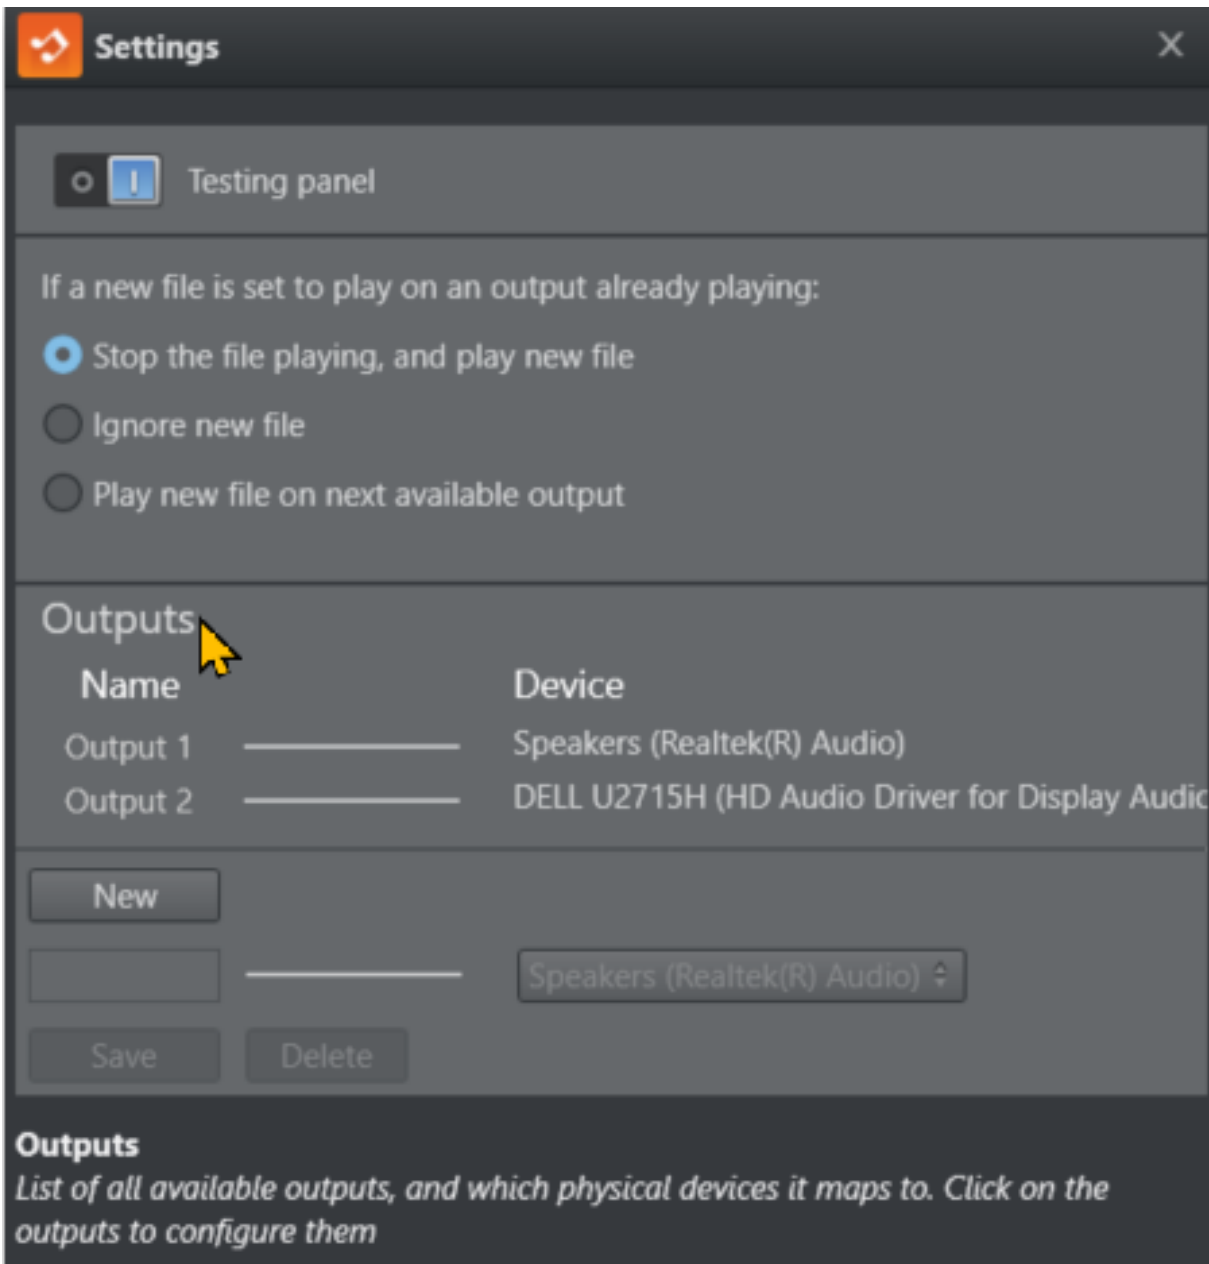 Settings
Testing panel
If a new file is set to play on an output already playing:
Stop the file playing, and play new file
Ignore new file
Play new file on next available output
Outputs
Name Device
Output 1 Speakers (Realtek(R) Audio)
Output 2 DELL U2715H (HD Audio Driver for Display Audio
New
Speakers (Realtek(R) Audio)
Save Delete
Outputs
List of all available outputs, and which physical devices it maps to. Click on the
outputs to configure them